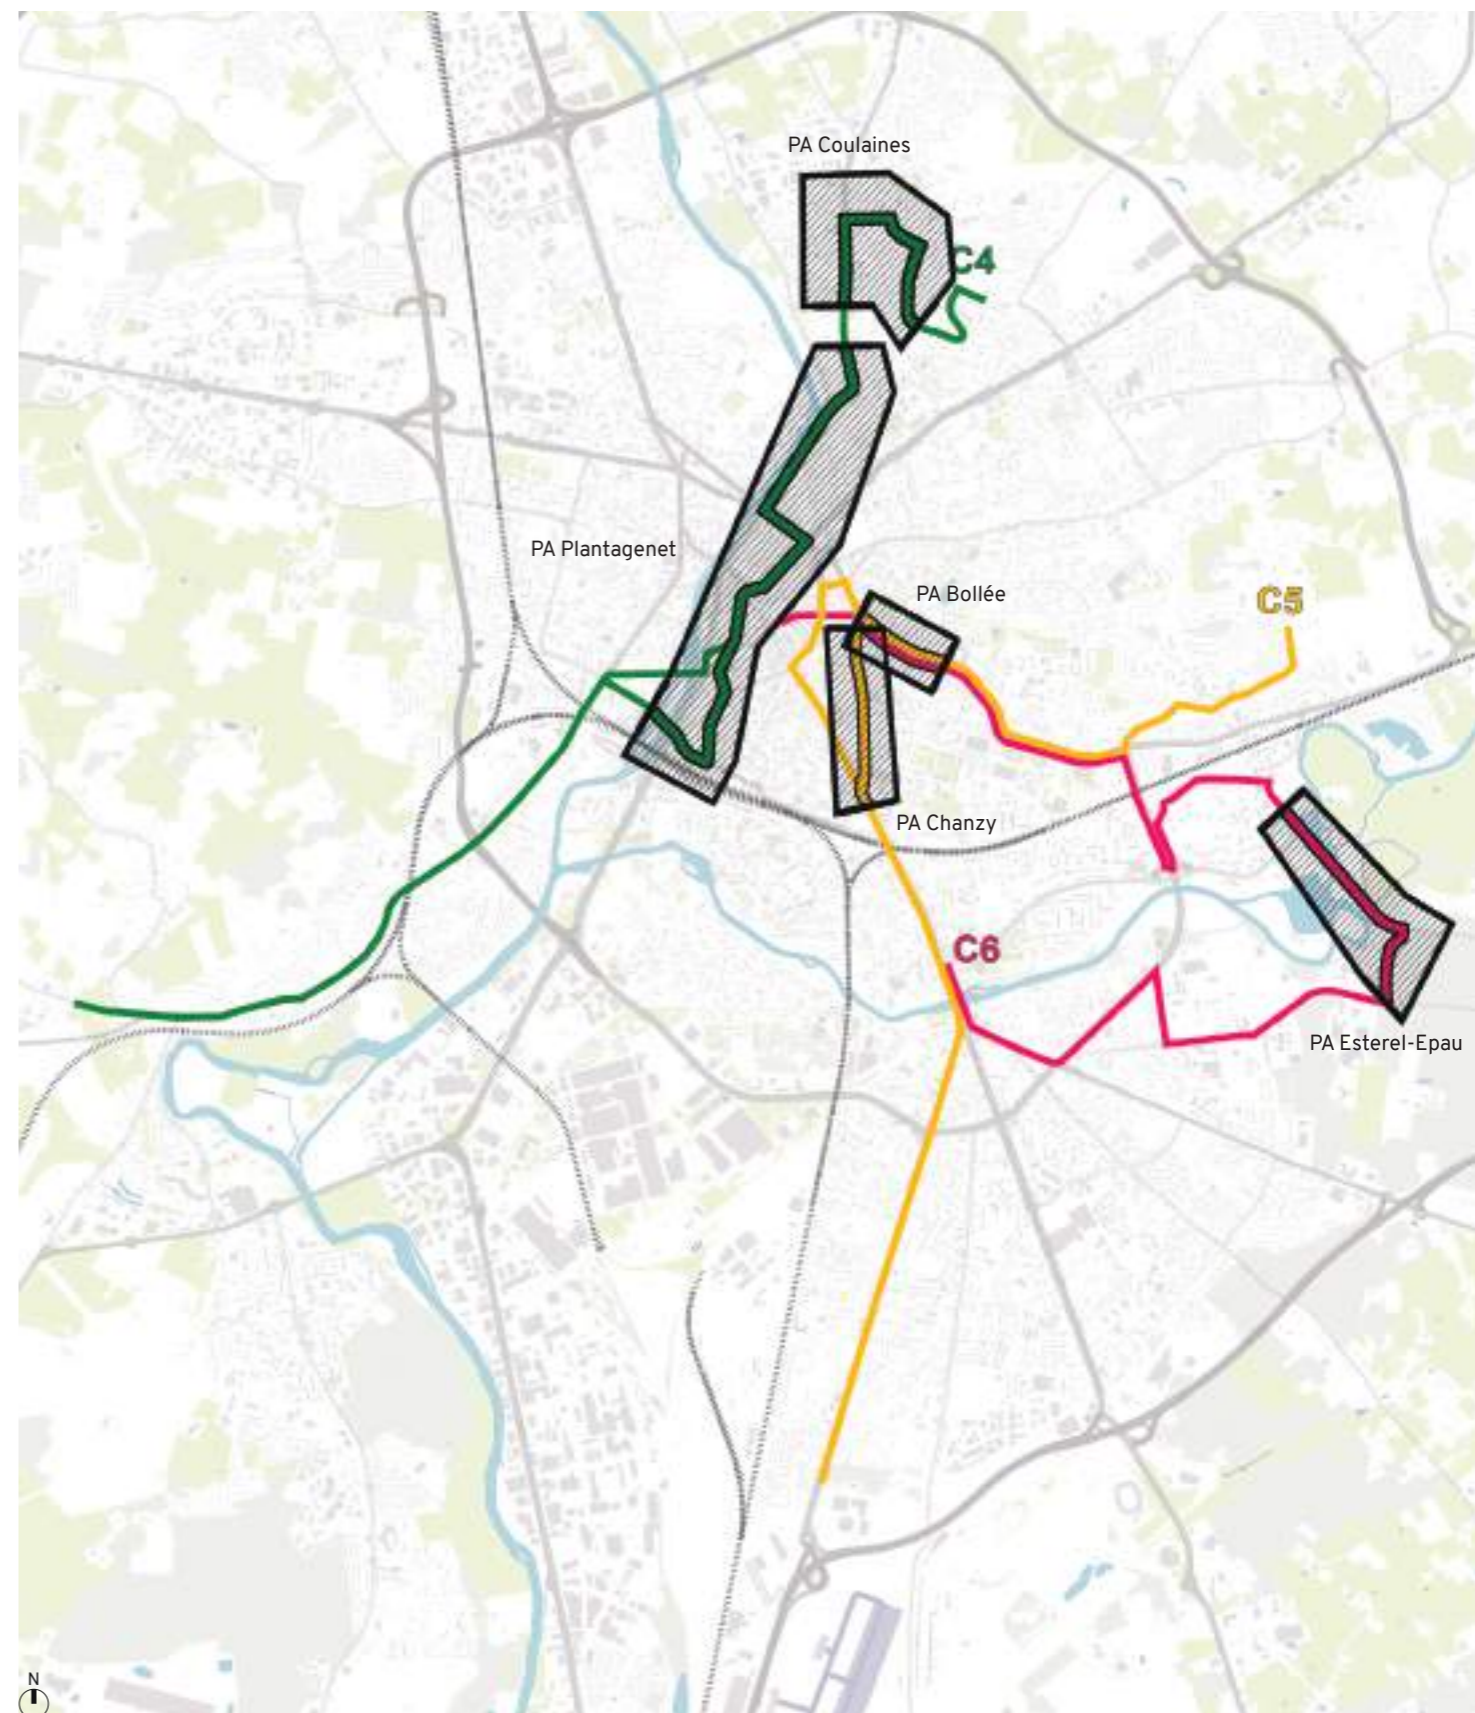 PA Coulaines
C4
PA Plantagenet
PA Bollée
C5
PA Chanzy
C6
PA Esterel-Epau
N